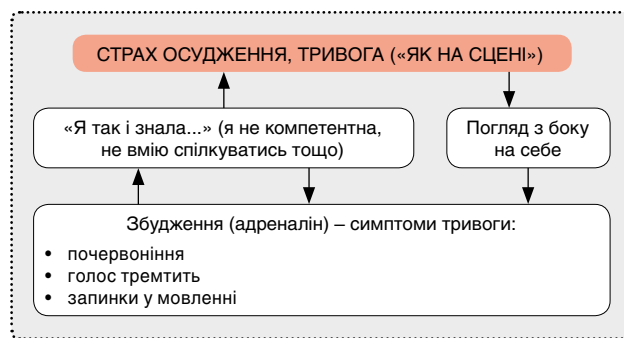 СТРАХ ОСУДЖЕННЯ, ТРИВОГА («ЯК НА СЦЕНІ»)
«Я так і знала...» (я не компетентна,
не вмію спілкуватись тощо)
Погляд з боку
на себе
Збудження (адреналін) – симптоми тривоги:
• почервоніння
• голос тремтить
• запинки у мовленні